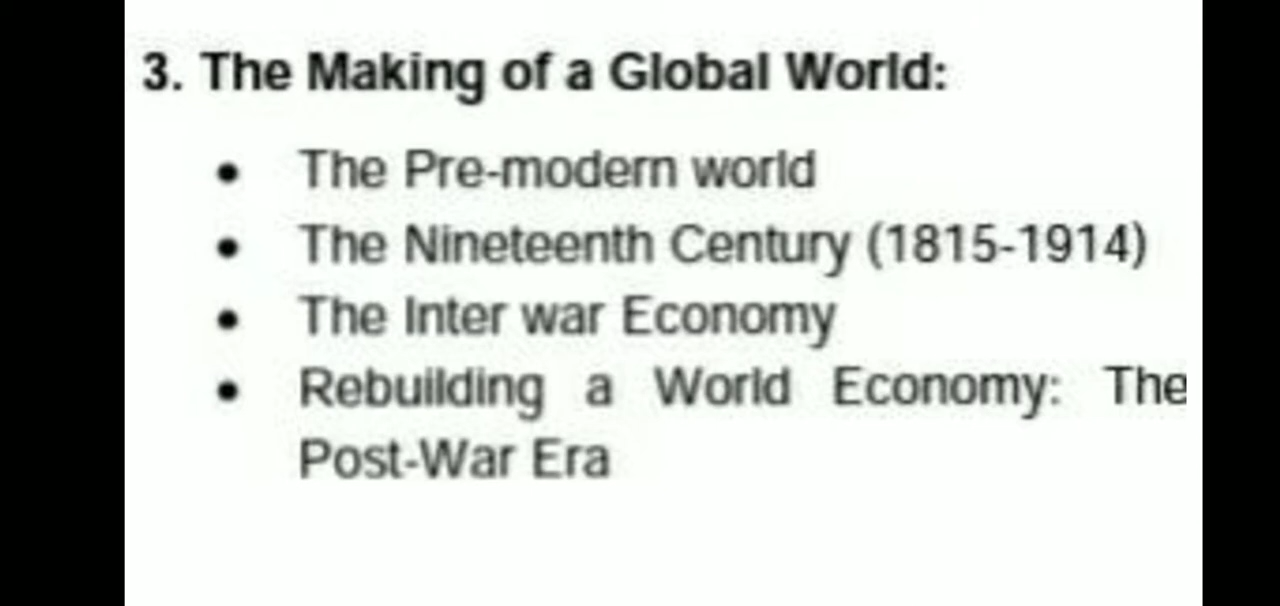 3. The Making of a Global World:
• The Pre-modern world
• The Nineteenth Century (1815-1914)
• The Inter war Economy
• Rebuilding a World Economy: The
Post-War Era